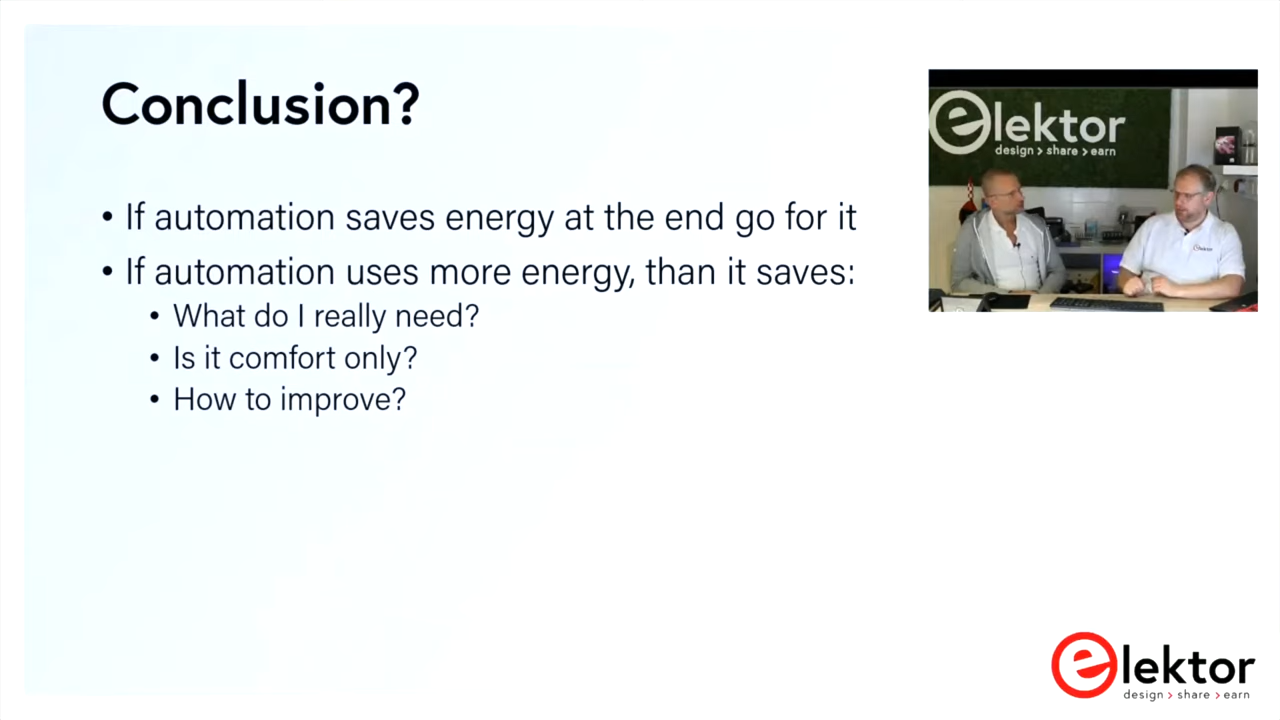 Conclusion?
• If automation saves energy at the end go for it
• If automation uses more energy, than it saves:
• What do I really need?
• Is it comfort only?
• How to improve?
elektor
design > share > earn
elektor
design > share > earn